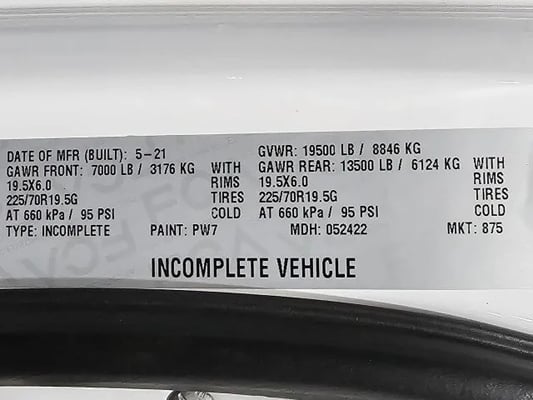 DATE OF MFR (BUILT): 5-21 GVWR: 19500 LB / 8846 KG
GAWR FRONT: 7000 LB / 3176 KG WITH GAWR REAR: 13500 LB / 6124 KG WITH
19.5X6.0 RIMS 19.5X6.0 RIMS
225/70R19.5G TIRES 225/70R19.5G TIRES
AT 660 kPa / 95 PSI COLD AT 660 kPa / 95 PSI COLD
TYPE: INCOMPLETE PAINT: PW7 MDH: 052422 MKT: 875
INCOMPLETE VEHICLE